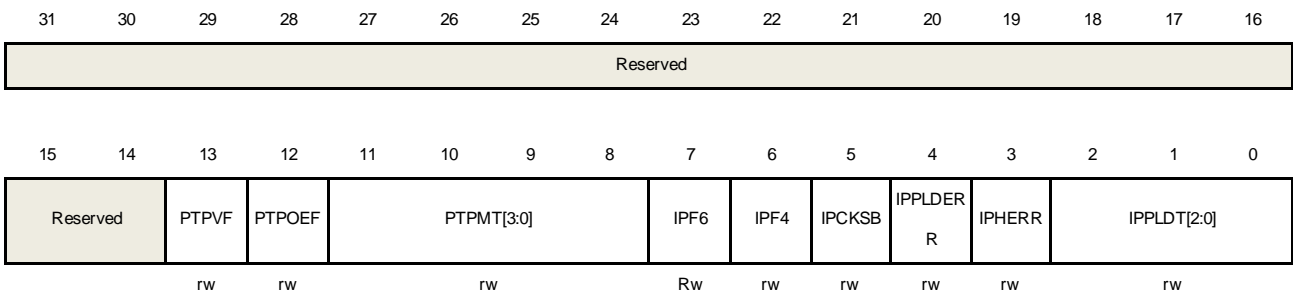 31 30 29 28 27 26 25 24 23 22 21 20 19 18 17 16
Reserved
15 14 13 12 11 10 9 8 7 6 5 4 3 2 1 0
Reserved PTPVF PTPOEF PTPMT[3:0] IPF6 IPF4 IPCKSB IPPLDER IPHERR IPPLDT[2:0]
R
rw rw rw Rw rw rw rw rw rw